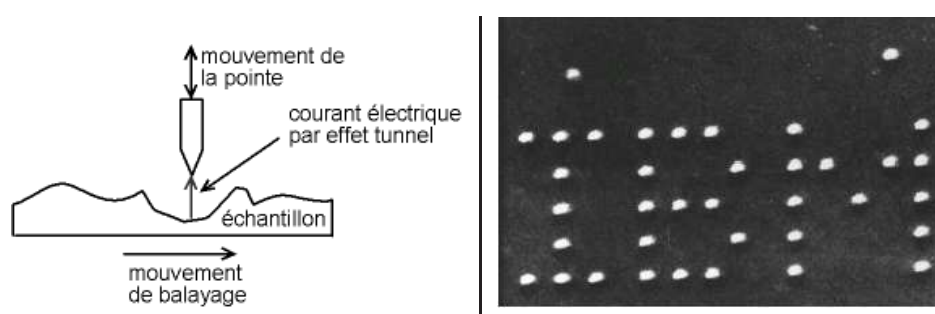 mouvement de
la pointe
courant électrique
par effet tunnel
échantillon
mouvement
de balayage
IBM